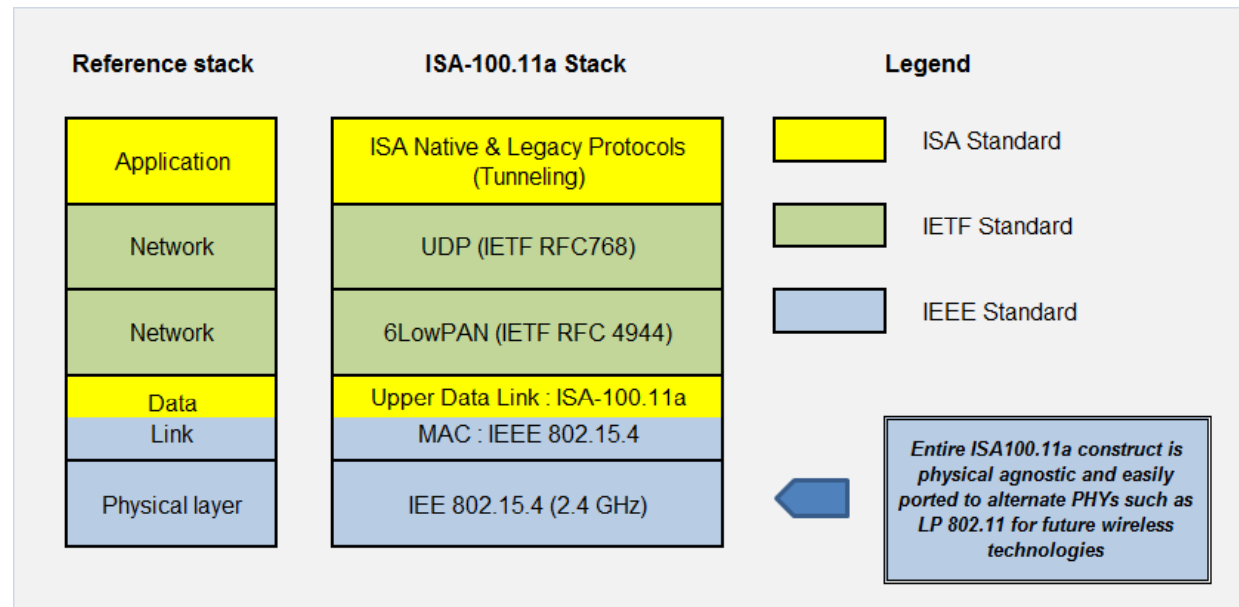 Reference stack
ISA-100.11a Stack
Legend
Application
ISA Native & Legacy Protocols
(Tunneling)
ISA Standard
Network
UDP (IETF RFC768)
IETF Standard
Network
6LowPAN (IETF RFC 4944)
IEEE Standard
Data
Link
Upper Data Link : ISA-100.11a
MAC : IEEE 802.15.4
Physical layer
IEE 802.15.4 (2.4 GHz)
Entire ISA100.11a construct is
physical agnostic and easily
ported to alternate PHYs such as
LP 802.11 for future wireless
technologies